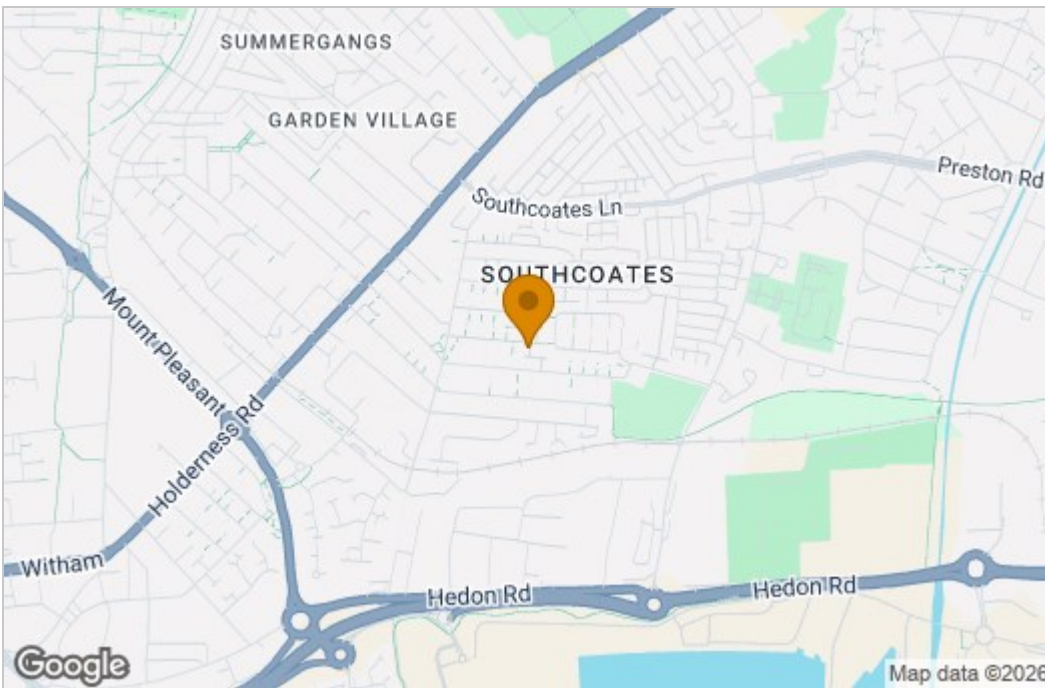 SUMMERGANGS
GARDEN VILLAGE
Preston Rd
Southcoates Ln
SOUTHCOATES
Mount Pleasant
Holderness Rd
Witham
Hedon Rd
Hedon Rd
Google
Map data ©2026